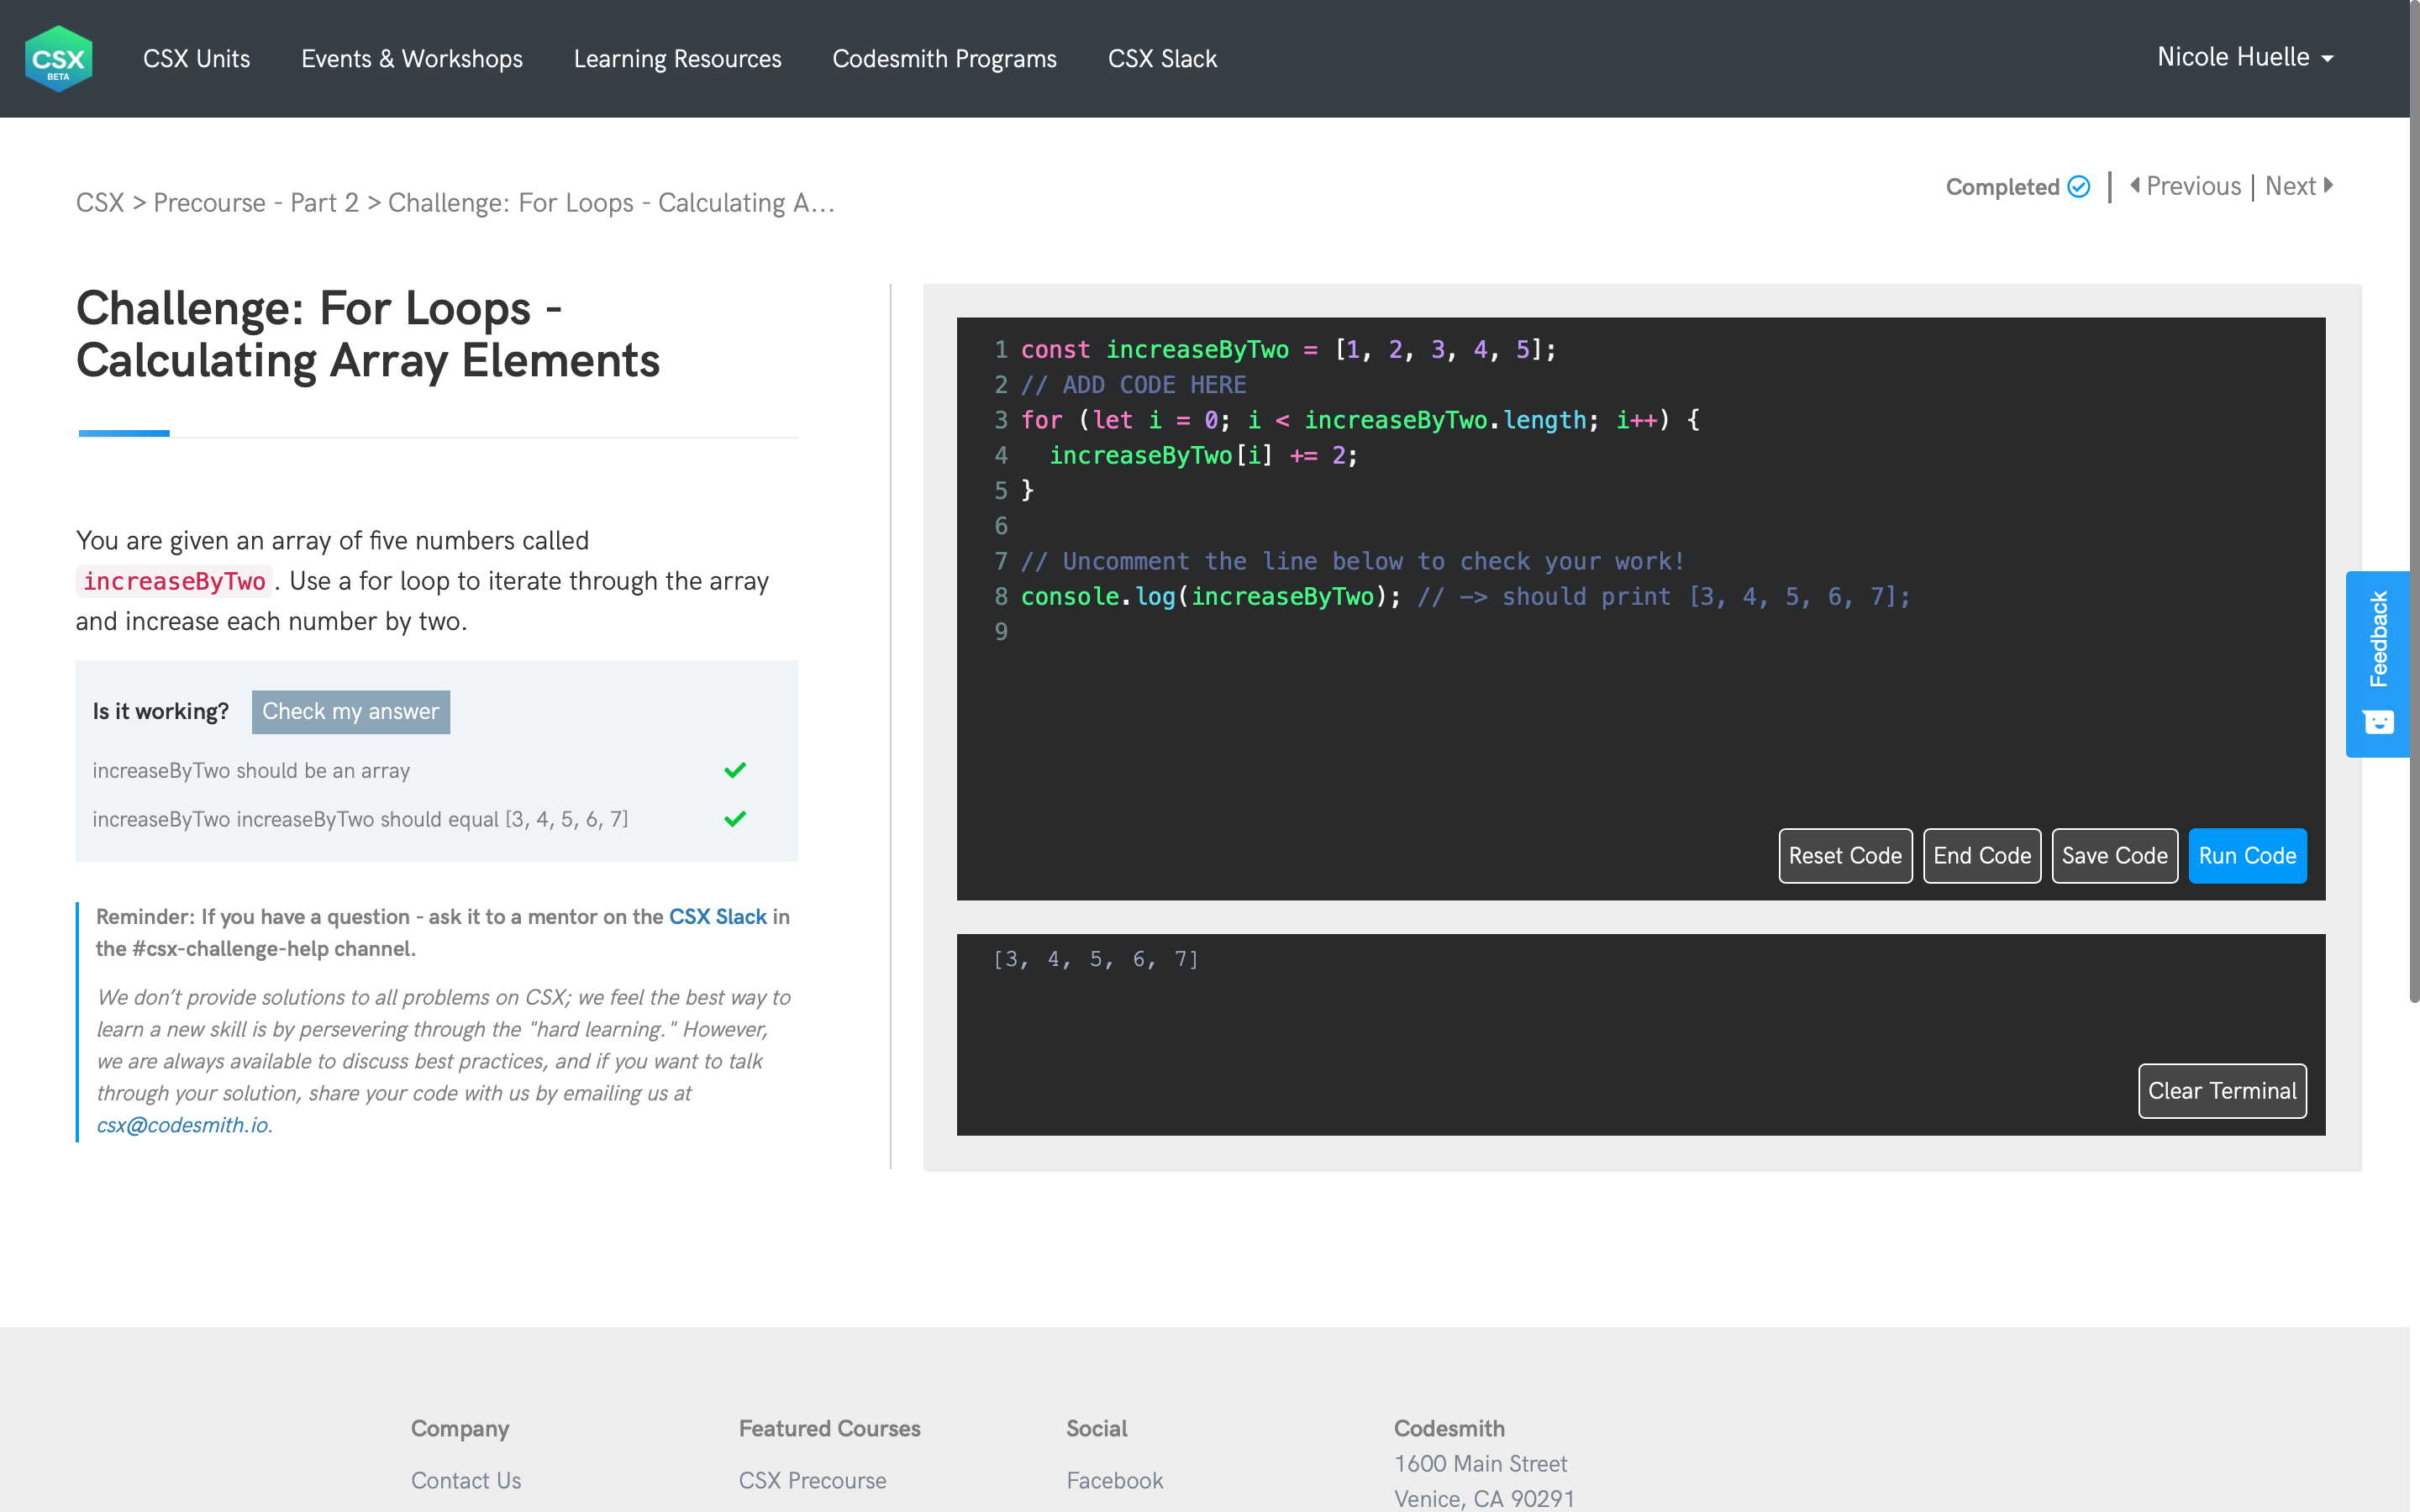 CSX
BETA
CSX Units
Events & Workshops
Learning Resources
Codesmith Programs
CSX Slack
Nicole Huelle
CSX > Precourse - Part 2 > Challenge: For Loops - Calculating A...
Completed
Previous | Next
Challenge: For Loops -
Calculating Array Elements
You are given an array of five numbers called
increaseByTwo. Use a for loop to iterate through the array
and increase each number by two.
Is it working?
Check my answer
increaseByTwo should be an array
increaseByTwo increaseByTwo should equal [3, 4, 5, 6, 7]
Reminder: If you have a question - ask it to a mentor on the CSX Slack in
the #csx-challenge-help channel.
We don’t provide solutions to all problems on CSX; we feel the best way to
learn a new skill is by persevering through the "hard learning." However,
we are always available to discuss best practices, and if you want to talk
through your solution, share your code with us by emailing us at
csx@codesmith.io.
1 const increaseByTwo = [1, 2, 3, 4, 5];
2 // ADD CODE HERE
3 for (let i = 0; i < increaseByTwo.length; i++) {
4   increaseByTwo[i] += 2;
5 }
6
7 // Uncomment the line below to check your work!
8 console.log(increaseByTwo); // -> should print [3, 4, 5, 6, 7];
9
Reset Code
End Code
Save Code
Run Code
[3, 4, 5, 6, 7]
Clear Terminal
Feedback
Company
Contact Us
Featured Courses
CSX Precourse
Social
Facebook
Codesmith
1600 Main Street
Venice, CA 90291